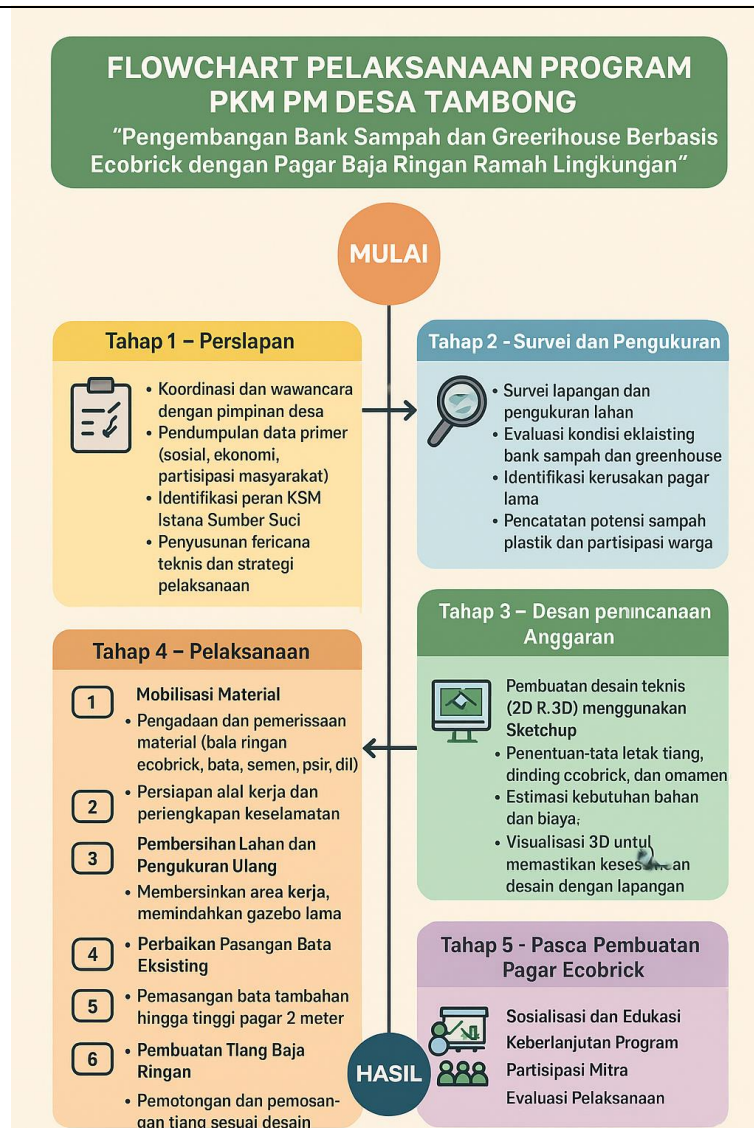 FLOWCHART PELAKSANAAN PROGRAM
PKM PM DESA TAMBONG
"Pengembangan Bank Sampah dan Greerihouse Berbasis
Ecobrick dengan Pagar Baja Ringan Ramah Lingkungan"
MULAI
Tahap 1 – Perslapan
• Koordinasi dan wawancara
dengan pimpinan desa
• Pendumpulan data primer
(sosial, ekonomi,
partisipasi masyarakat)
• Identifikasi peran KSM
Istana Sumber Suci
• Penyusunan fericana
teknis dan strategi
pelaksanaan
Tahap 2 - Survei dan Pengukuran
• Survei lapangan dan
pengukuran lahan
• Evaluasi kondisi eklaisting
bank sampah dan greenhouse
• Identifikasi kerusakan pagar
lama
• Pencatatan potensi sampah
plastik dan partisipasi warga
Tahap 3 – Desan penıncanaan
Anggaran
Pembuatan desain teknis
(2D R.3D) menggunakan
Sketchup
• Penentuan-tata letak tiang,
dinding ccobrick, dan omamen
• Estimasi kebutuhan bahan
dan biaya;
• Visualisasi 3D untuk
memastikan
desain dengan lapangan
Tahap 4 – Pelaksanaan
1 Mobilisasi Material
• Pengadaan dan pemerissaan
material (bala ringan
ecobrick, bata, semen, psir, dil)
2 • Persiapan alal kerja dan
periengkapan keselamatan
3 Pembersihan Lahan dan
Pengukuran Ulang
• Membersinkan area kerja,
memindahkan gazebo lama
4 • Perbaikan Pasangan Bata
Eksisting
5 • Pemasangan bata tambahan
hingga tinggi pagar 2 meter
6 • Pembuatan Tlang Baja
Ringan
• Pemotongan dan pemosan-
gan tiang sesuai desain
Tahap 5 - Pasca Pembuatan
Pagar Ecobrick
Sosialisasi dan Edukasi
Keberlanjutan Program
Partisipasi Mitra
Evaluasi Pelaksanaan
HASIL